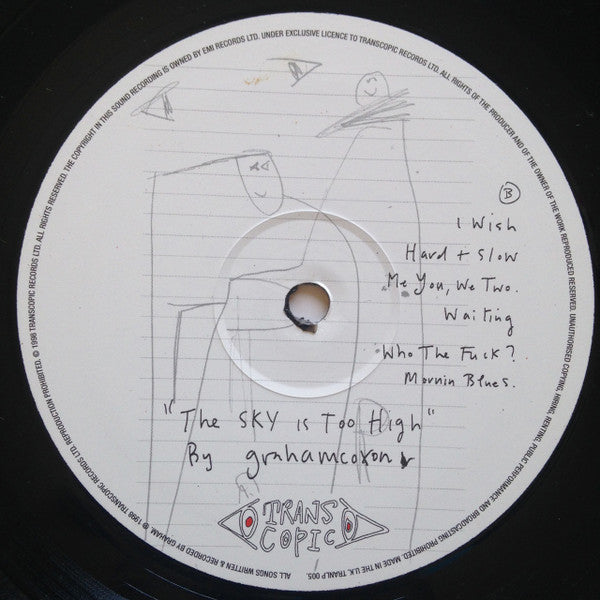 THE COPYRIGHT IN THIS SOUND RECORDING IS OWNED BY EMI RECORDS LTD. UNDER EXCLUSIVE LICENCE TO TRANSCOPIC RECORDS LTD. ALL RIGHTS OF THE PRODUCER AND OF THE OWNER OF THE WORK REPRODUCED RESERVED. UNAUTHORISED COPYING, HIRING, RENTING, PUBLIC PERFORMANCE AND BROADCASTING PROHIBITED. MADE IN THE U.K. TRANLP 005.
ALL SONGS WRITTEN & RECORDED BY GRAHAM. ℗ 1998 TRANSCOPIC RECORDS LTD. © 1998 TRANSCOPIC RECORDS LTD. ALL RIGHTS RESERVED. REPRODUCTION PROHIBITED.
B
I Wish
Hard + Slow
Me You, We Two.
Waiting
Who The Fuck?
Mornin Blues.
"The SKY is Too High"
By grahamcoxon
TRANS
COPIC